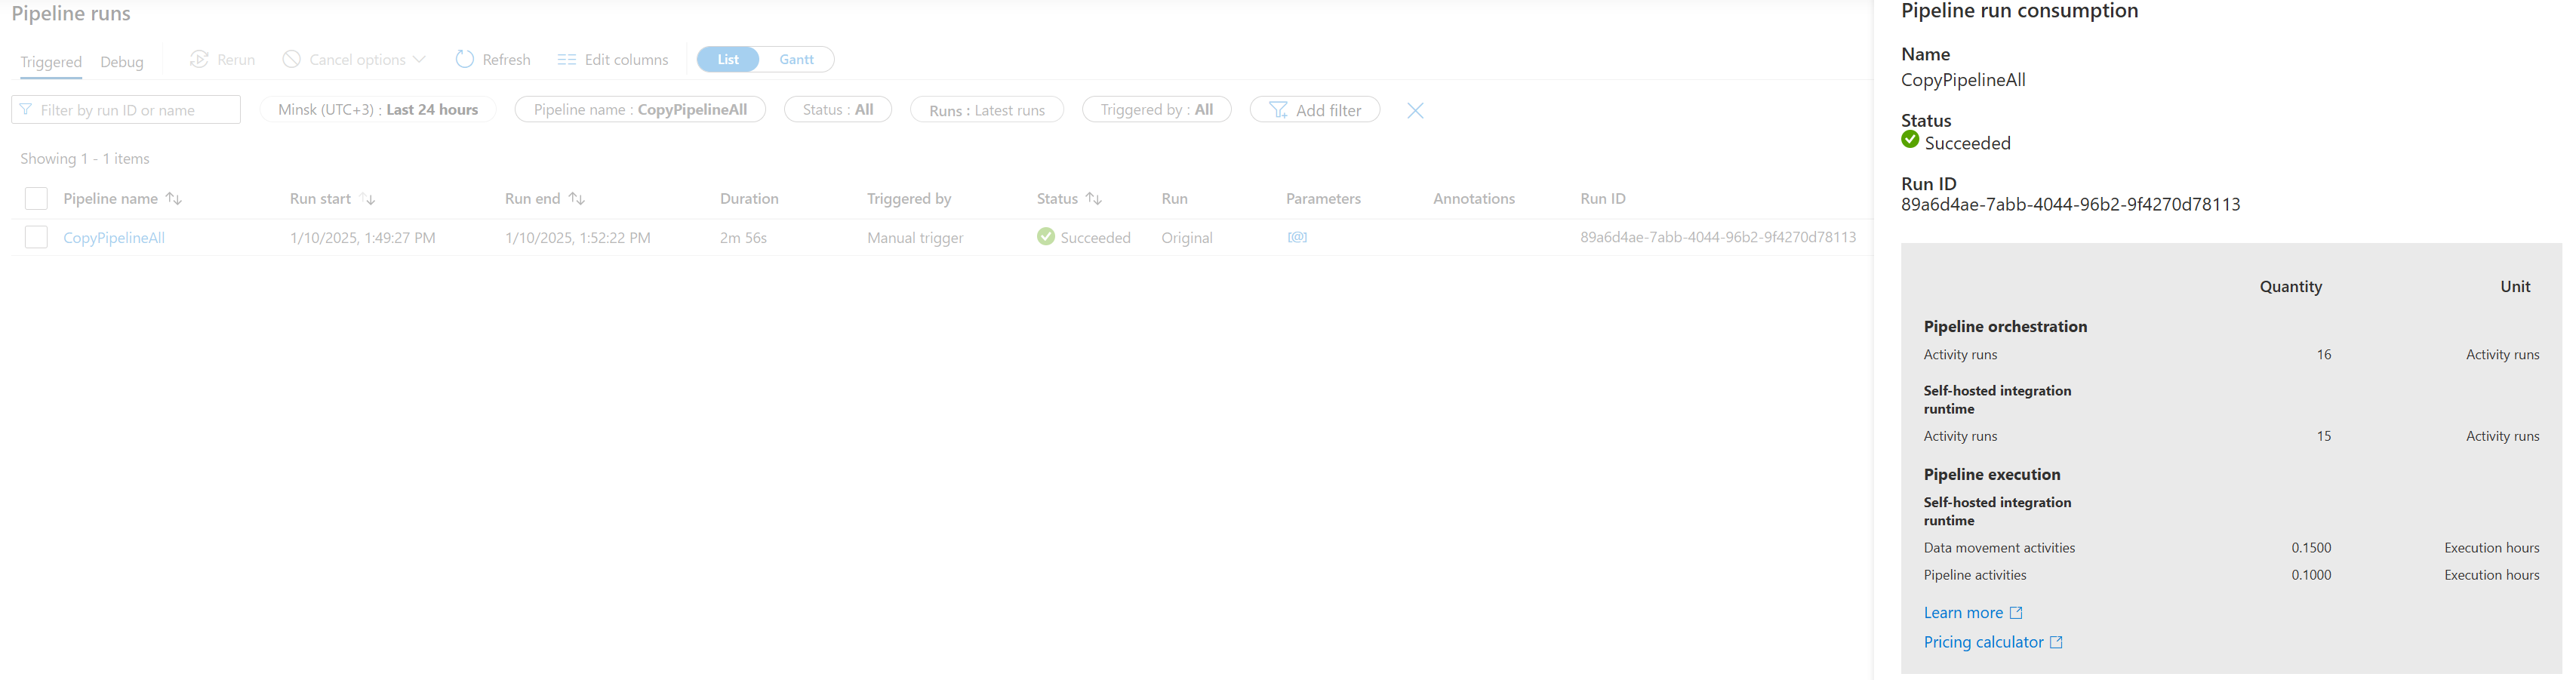 Pipeline runs
Triggered Debug Rerun Cancel options Refresh Edit columns List Gantt
Filter by run ID or name Minsk (UTC+3) : Last 24 hours Pipeline name : CopyPipelineAll Status : All Runs : Latest runs Triggered by : All Add filter
Showing 1 - 1 items
Pipeline name Run start Run end Duration Triggered by Status Run Parameters Annotations Run ID
CopyPipelineAll 1/10/2025, 1:49:27 PM 1/10/2025, 1:52:22 PM 2m 56s Manual trigger Succeeded Original [@] 89a6d4ae-7abb-4044-96b2-9f4270d78113
Pipeline run consumption
Name
CopyPipelineAll
Status
Succeeded
Run ID
89a6d4ae-7abb-4044-96b2-9f4270d78113
Quantity Unit
Pipeline orchestration
Activity runs 16 Activity runs
Self-hosted integration
runtime
Activity runs 15 Activity runs
Pipeline execution
Self-hosted integration
runtime
Data movement activities 0.1500 Execution hours
Pipeline activities 0.1000 Execution hours
Learn more
Pricing calculator